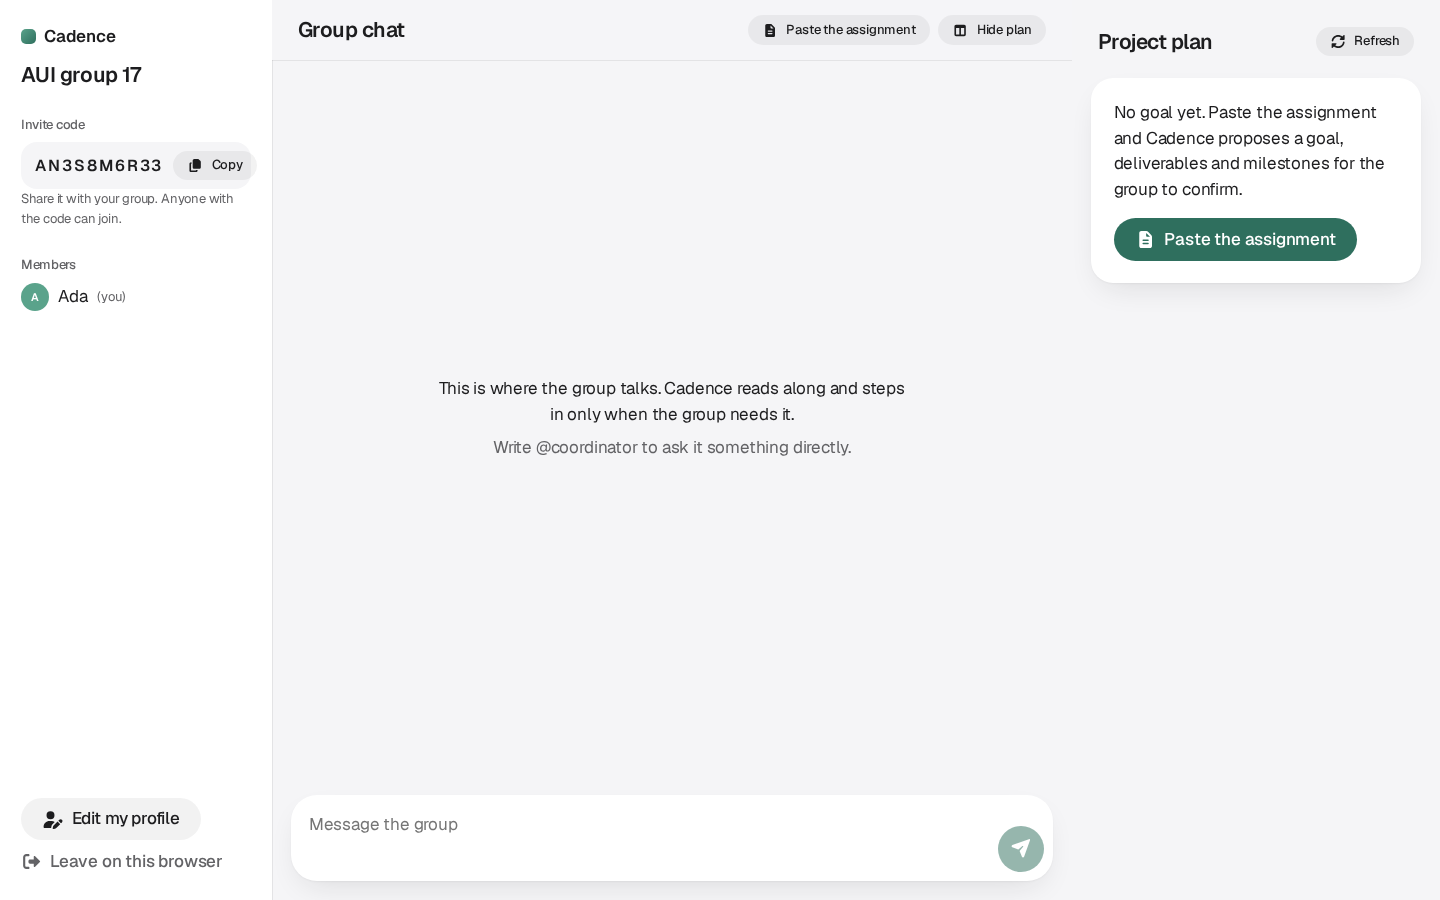 Cadence
AUI group 17
Invite code
AN3S8M6R33
Copy
Share it with your group. Anyone with
the code can join.
Members
A
Ada (you)
Edit my profile
Leave on this browser
Group chat
Paste the assignment
Hide plan
This is where the group talks. Cadence reads along and steps
in only when the group needs it.
Write @coordinator to ask it something directly.
Message the group
Project plan
Refresh
No goal yet. Paste the assignment
and Cadence proposes a goal,
deliverables and milestones for the
group to confirm.
Paste the assignment